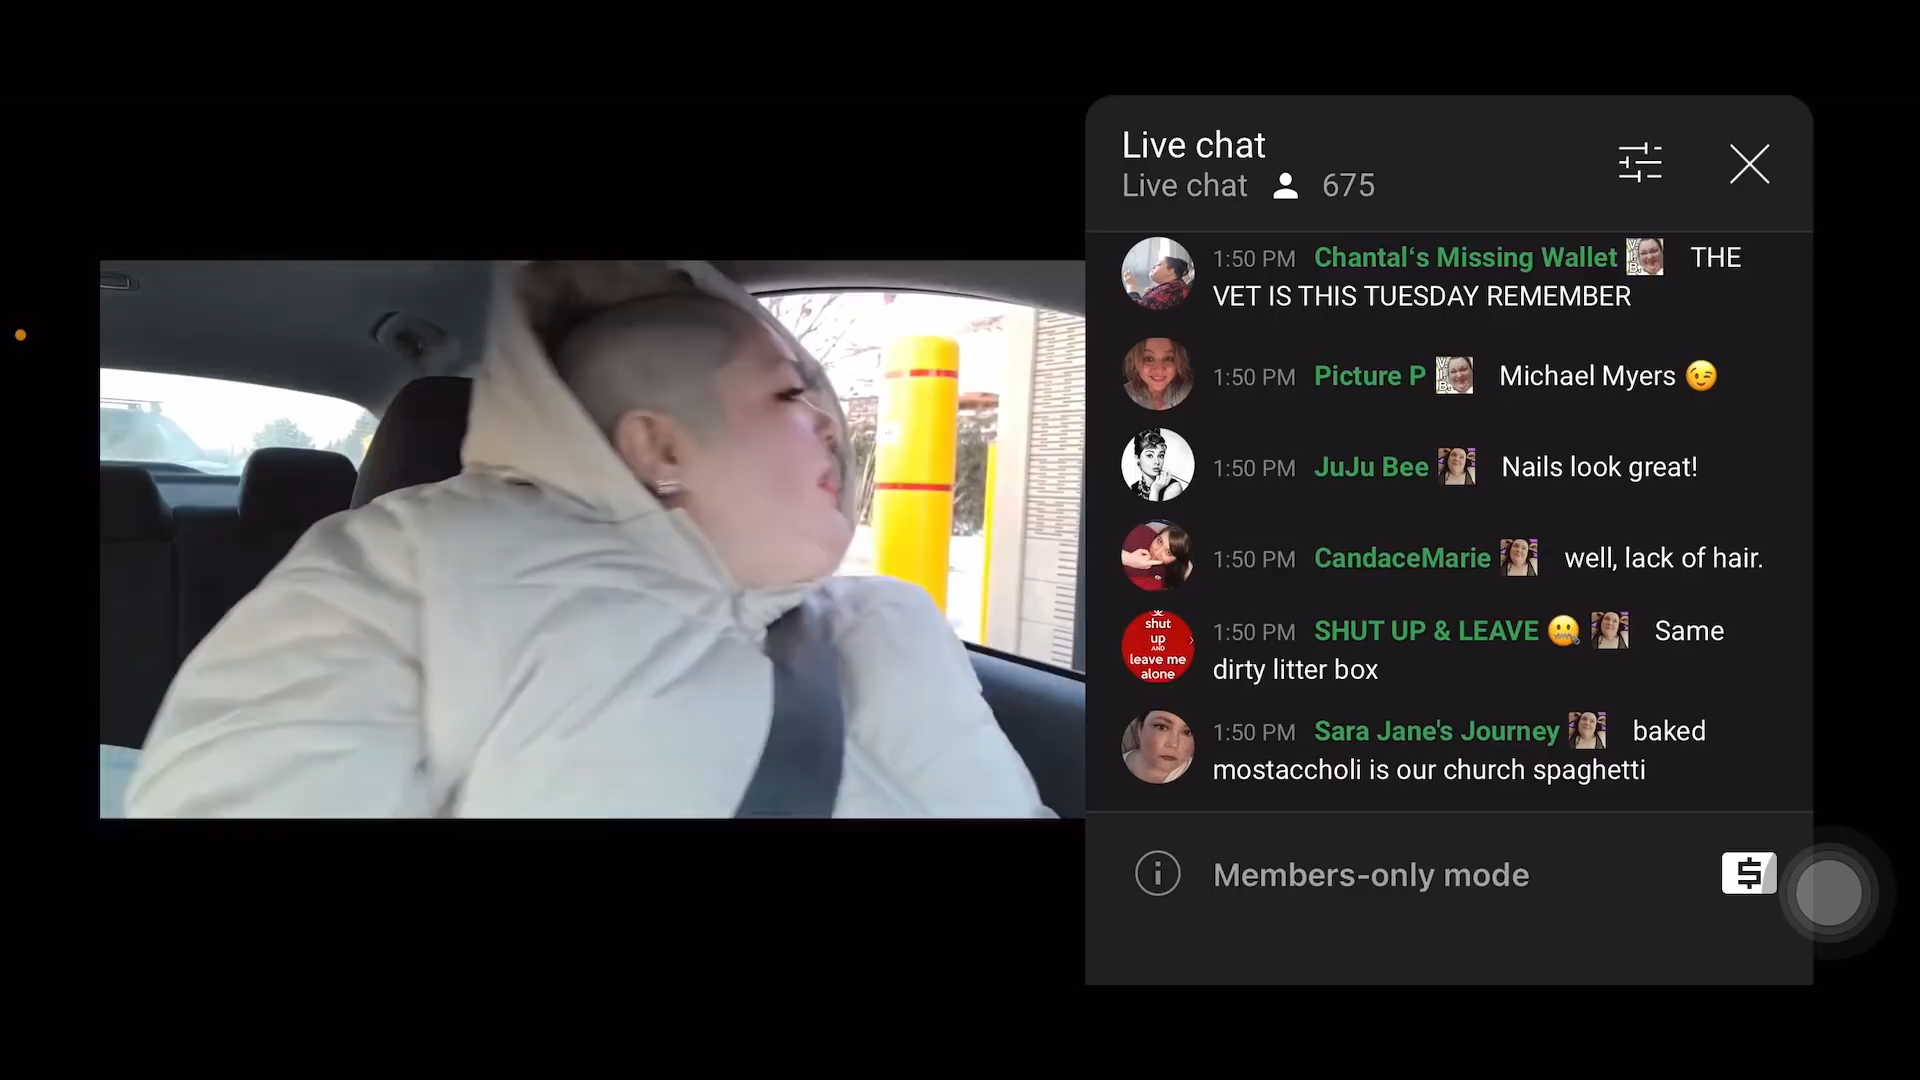 Live chat
Live chat 675
1:50 PM Chantal‘s Missing Wallet THE
VET IS THIS TUESDAY REMEMBER
1:50 PM Picture P Michael Myers 😉
1:50 PM JuJu Bee Nails look great!
1:50 PM CandaceMarie well, lack of hair.
shut
up
AND
leave me
alone
1:50 PM SHUT UP & LEAVE 🤐 Same
dirty litter box
1:50 PM Sara Jane's Journey baked
mostaccholi is our church spaghetti
Members-only mode